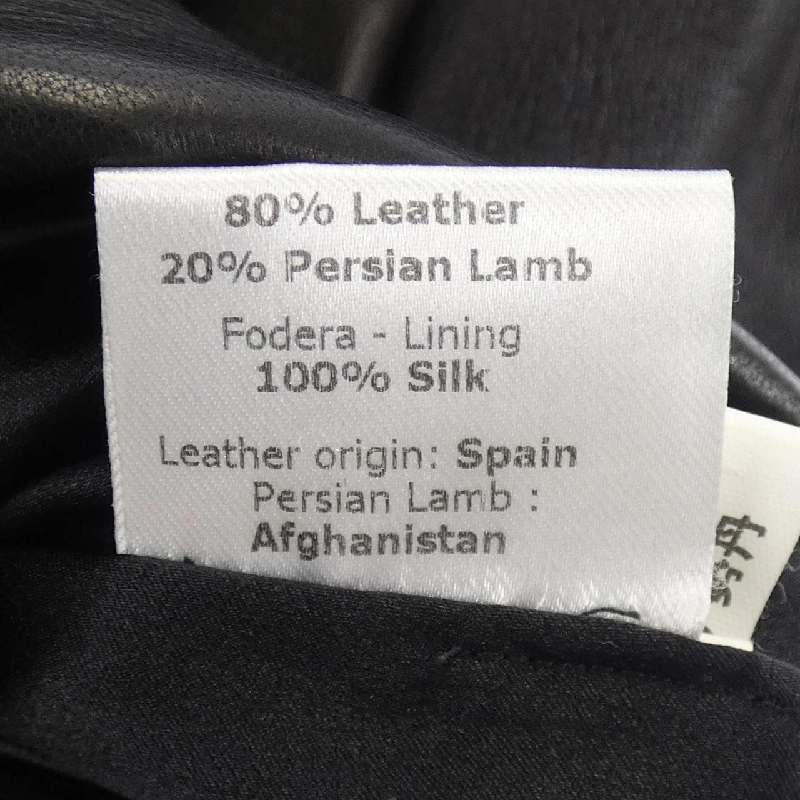 80% Leather
20% Persian Lamb
Fodera - Lining
100% Silk
Leather origin: Spain
Persian Lamb :
Afghanistan